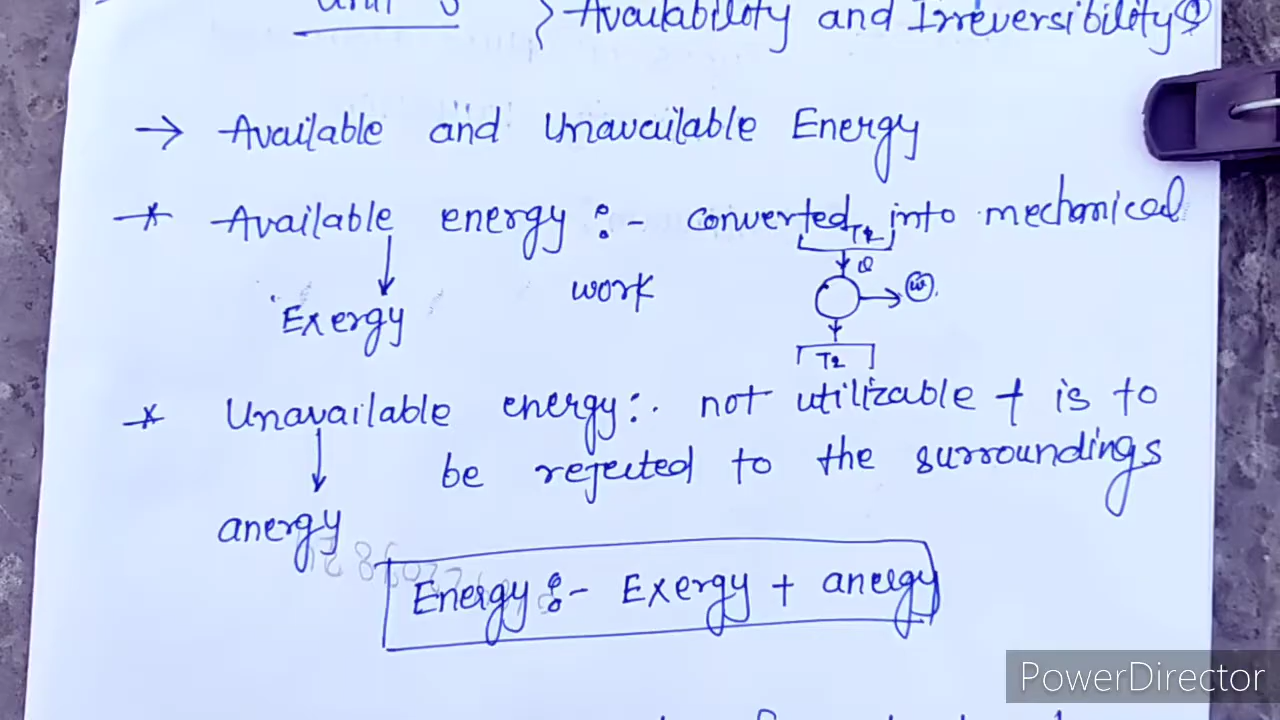 Availability and Irreversibility
→ Available and Unavailable Energy
* Available energy :- converted into mechanical
work
Exergy
Q
W
T2
* Unavailable energy :- not utilizable + is to
be rejected to the surroundings
anergy
Energy :- Exergy + anergy
PowerDirector